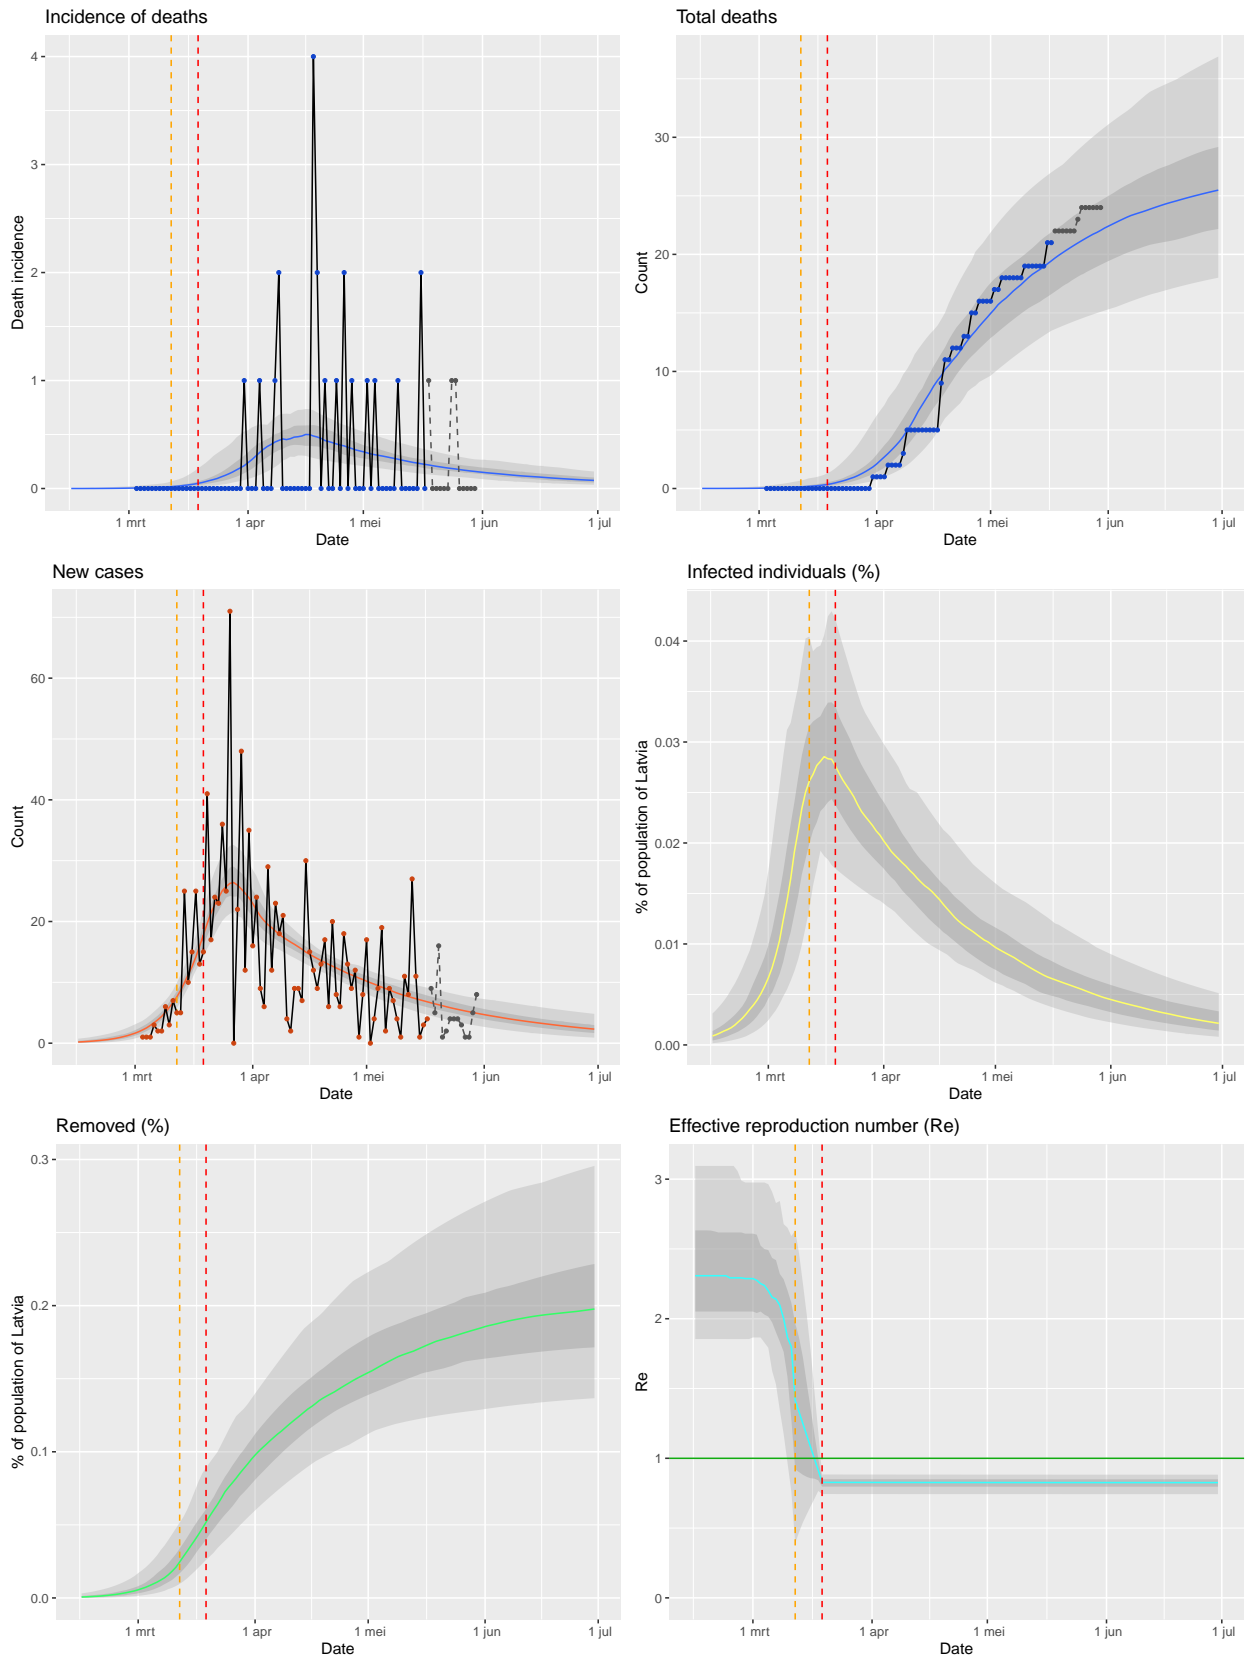 Incidence of deaths
Death incidence
4
3
2
1
0
1 mrt
1 apr
1 mei
1 jun
1 jul
Date
Total deaths
Count
30
20
10
0
1 mrt
1 apr
1 mei
1 jun
1 jul
Date
New cases
Count
60
40
20
0
1 mrt
1 apr
1 mei
1 jun
1 jul
Date
Infected individuals (%)
% of population of Latvia
0.04
0.03
0.02
0.01
0.00
1 mrt
1 apr
1 mei
1 jun
1 jul
Date
Removed (%)
% of population of Latvia
0.3
0.2
0.1
0.0
1 mrt
1 apr
1 mei
1 jun
1 jul
Date
Effective reproduction number (Re)
Re
3
2
1
0
1 mrt
1 apr
1 mei
1 jun
1 jul
Date